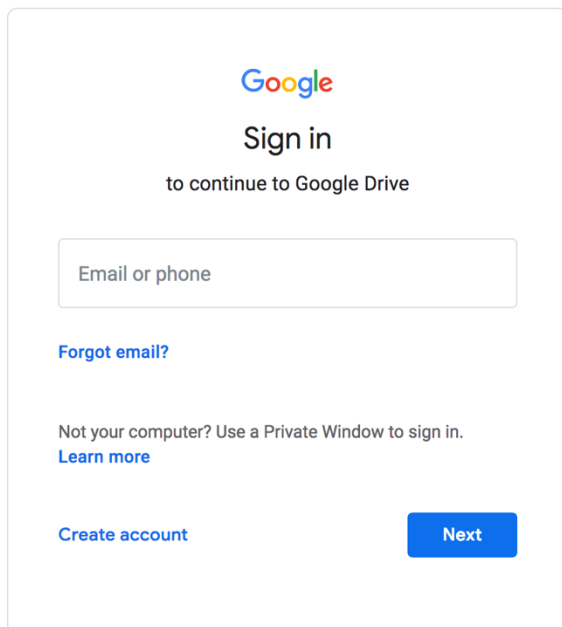 Google
Sign in
to continue to Google Drive
Email or phone
Forgot email?
Not your computer? Use a Private Window to sign in.
Learn more
Create account
Next